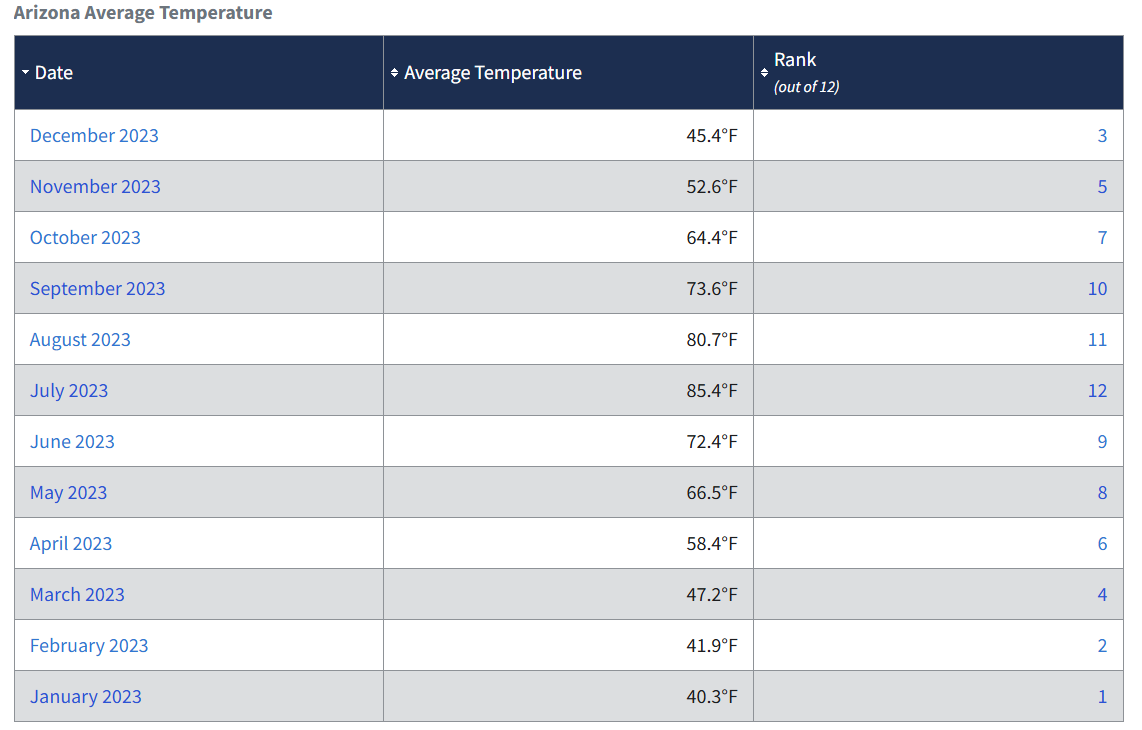 Arizona Average Temperature
Date Average Temperature Rank
(out of 12)
December 2023 45.4°F 3
November 2023 52.6°F 5
October 2023 64.4°F 7
September 2023 73.6°F 10
August 2023 80.7°F 11
July 2023 85.4°F 12
June 2023 72.4°F 9
May 2023 66.5°F 8
April 2023 58.4°F 6
March 2023 47.2°F 4
February 2023 41.9°F 2
January 2023 40.3°F 1